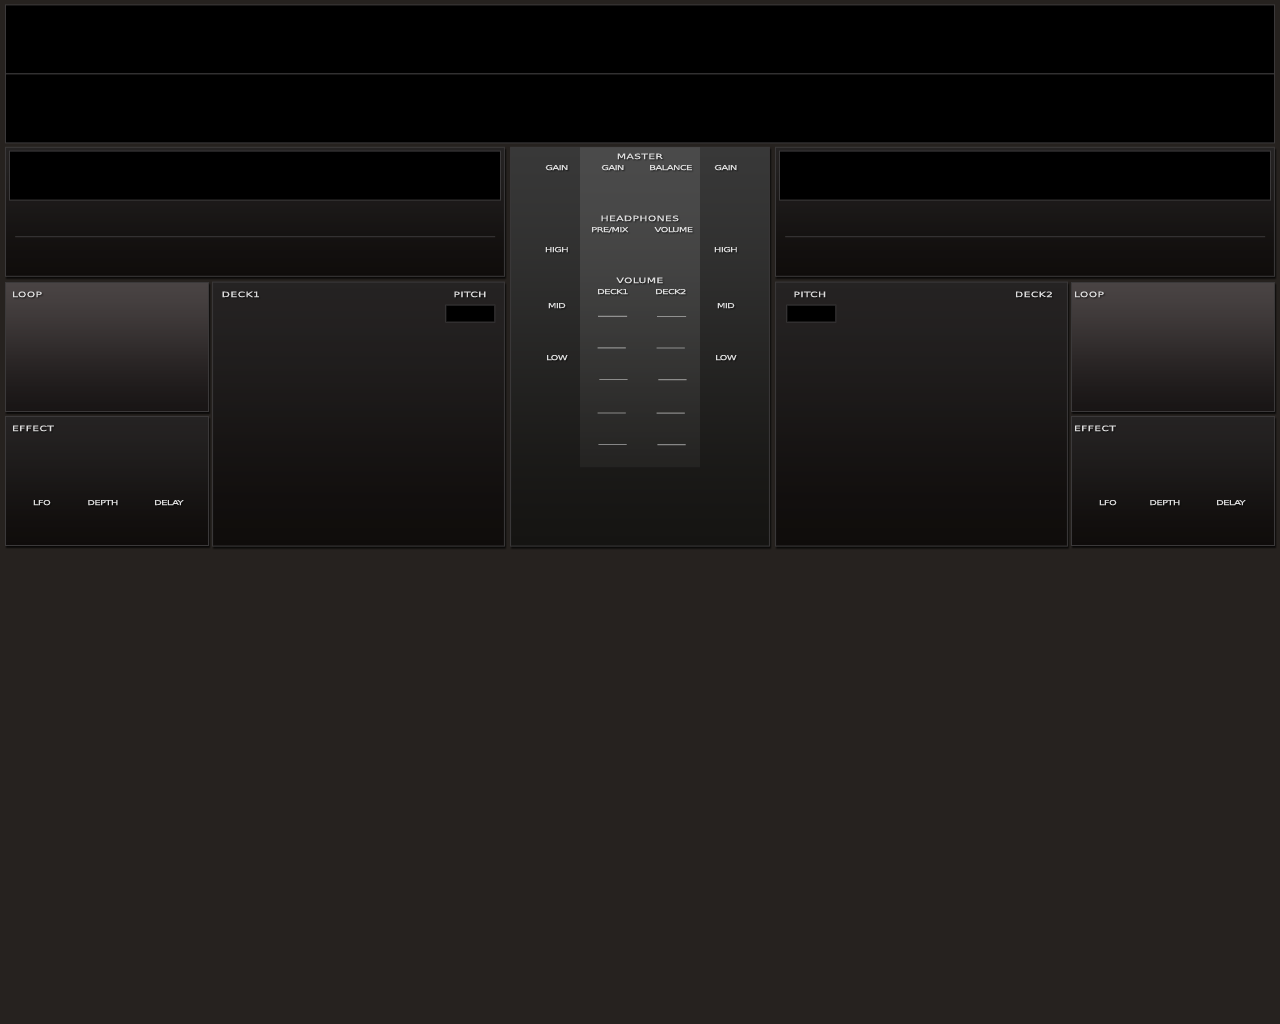 MASTER
GAIN GAIN BALANCE GAIN
HEADPHONES
PRE/MIX VOLUME
HIGH HIGH
VOLUME
DECK1 DECK2
MID MID
LOW LOW
LOOP
DECK1 PITCH
PITCH DECK2
LOOP
EFFECT
LFO DEPTH DELAY
EFFECT
LFO DEPTH DELAY